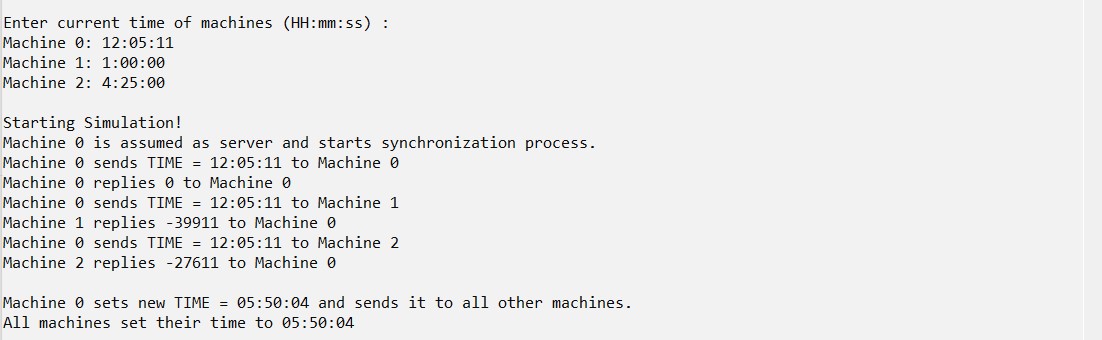 Enter current time of machines (HH:mm:ss) :
Machine 0: 12:05:11
Machine 1: 1:00:00
Machine 2: 4:25:00
Starting Simulation!
Machine 0 is assumed as server and starts synchronization process.
Machine 0 sends TIME = 12:05:11 to Machine 0
Machine 0 replies 0 to Machine 0
Machine 0 sends TIME = 12:05:11 to Machine 1
Machine 1 replies -39911 to Machine 0
Machine 0 sends TIME = 12:05:11 to Machine 2
Machine 2 replies -27611 to Machine 0
Machine 0 sets new TIME = 05:50:04 and sends it to all other machines.
All machines set their time to 05:50:04